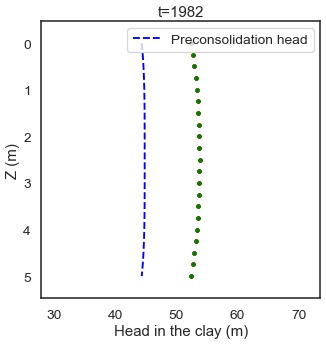 t=1982
Preconsolidation head
0
1
2
3
4
5
Z (m)
30 40 50 60 70
Head in the clay (m)